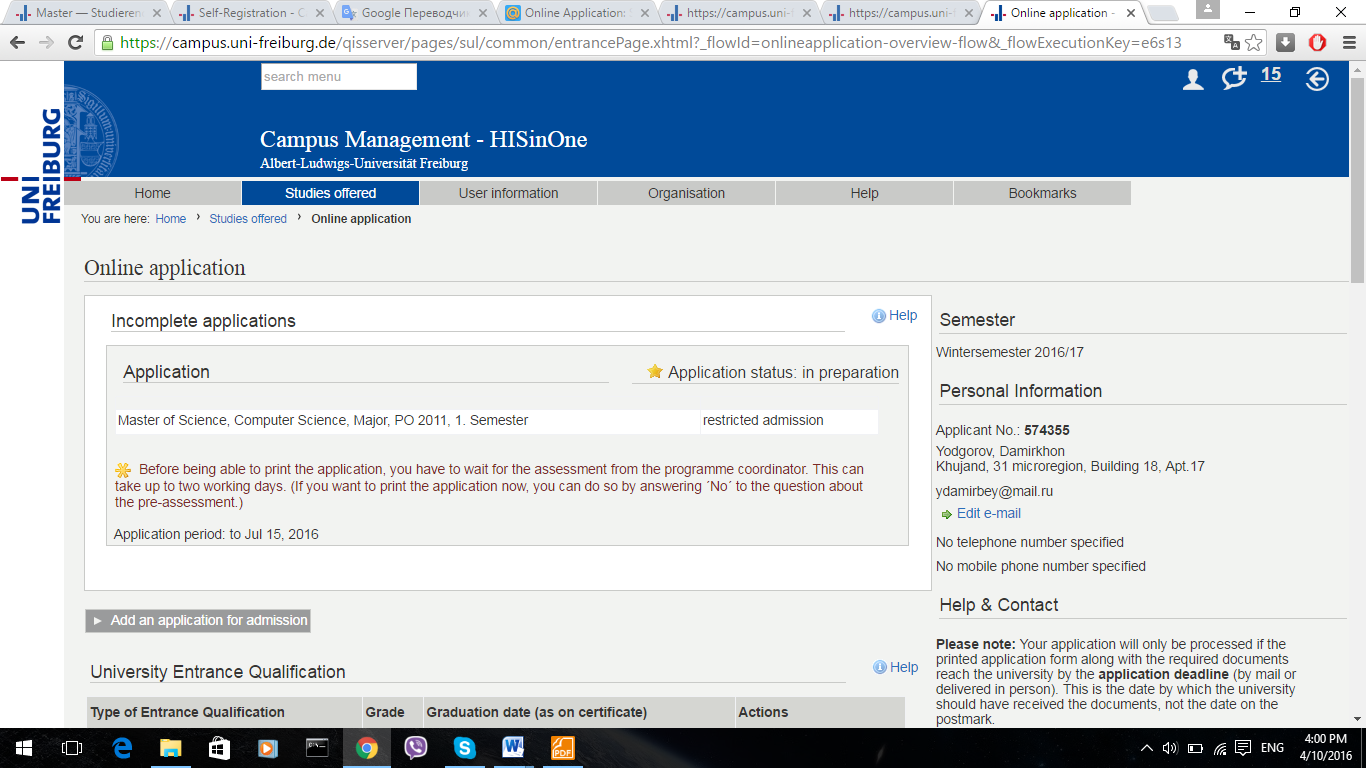 Master — Studieren
Self-Registration - C
Google Переводчик
Online Application:
https://campus.uni-f
https://campus.uni-f
Online application -
https://campus.uni-freiburg.de/qisserver/pages/sul/common/entrancePage.xhtml?_flowId=onlineapplication-overview-flow&_flowExecutionKey=e6s13
search menu
15
UNI
FREIBURG
Campus Management - HISinOne
Albert-Ludwigs-Universität Freiburg
Home
Studies offered
User information
Organisation
Help
Bookmarks
You are here: Home › Studies offered › Online application
Online application
Incomplete applications
Help
Application
Application status: in preparation
Master of Science, Computer Science, Major, PO 2011, 1. Semester
restricted admission
Before being able to print the application, you have to wait for the assessment from the programme coordinator. This can
take up to two working days. (If you want to print the application now, you can do so by answering ´No´ to the question about
the pre-assessment.)
Application period: to Jul 15, 2016
Add an application for admission
University Entrance Qualification
Help
Type of Entrance Qualification
Grade
Graduation date (as on certificate)
Actions
Semester
Wintersemester 2016/17
Personal Information
Applicant No.: 574355
Yodgorov, Damirkhon
Khujand, 31 microregion, Building 18, Apt.17
ydamirbey@mail.ru
Edit e-mail
No telephone number specified
No mobile phone number specified
Help & Contact
Please note: Your application will only be processed if the
printed application form along with the required documents
reach the university by the application deadline (by mail or
delivered in person). This is the date by which the university
should have received the documents, not the date on the
postmark.
ENG
4:00 PM
4/10/2016